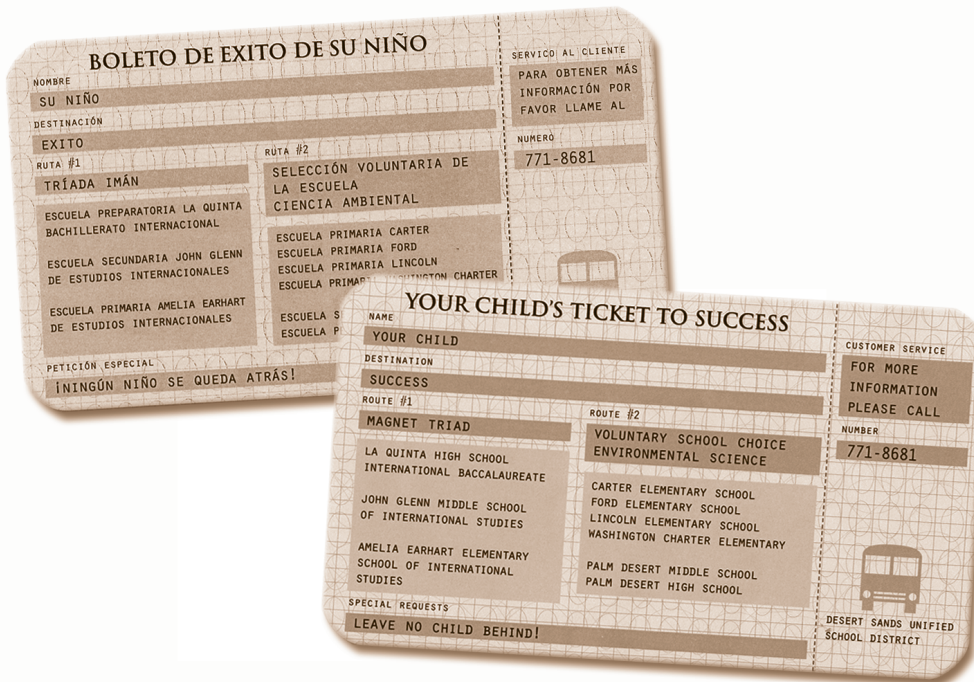 BOLETO DE EXITO DE SU NIÑO
NOMBRE
SU NIÑO
DESTINACIÓN
EXITO
RUTA #1
TRÍADA IMÁN
ESCUELA PREPARATORIA LA QUINTA
BACHILLERATO INTERNACIONAL
ESCUELA SECUNDARIA JOHN GLENN
DE ESTUDIOS INTERNACIONALES
ESCUELA PRIMARIA AMELIA EARHART
DE ESTUDIOS INTERNACIONALES
RUTA #2
SELECCIÓN VOLUNTARIA DE
LA ESCUELA
CIENCIA AMBIENTAL
ESCUELA PRIMARIA CARTER
ESCUELA PRIMARIA FORD
ESCUELA PRIMARIA LINCOLN
ESCUELA CHARTER
ESCUELA
ESCUELA
PETICIÓN ESPECIAL
¡NINGÚN NIÑO SE QUEDA ATRÁS!
SERVICO AL CLIENTE
PARA OBTENER MÁS
INFORMACIÓN POR
FAVOR LLAME AL
NUMERO
771-8681
YOUR CHILD'S TICKET TO SUCCESS
NAME
YOUR CHILD
DESTINATION
SUCCESS
ROUTE #1
MAGNET TRIAD
LA QUINTA HIGH SCHOOL
INTERNATIONAL BACCALAUREATE
JOHN GLENN MIDDLE SCHOOL
OF INTERNATIONAL STUDIES
AMELIA EARHART ELEMENTARY
SCHOOL OF INTERNATIONAL
STUDIES
ROUTE #2
VOLUNTARY SCHOOL CHOICE
ENVIRONMENTAL SCIENCE
CARTER ELEMENTARY SCHOOL
FORD ELEMENTARY SCHOOL
LINCOLN ELEMENTARY SCHOOL
WASHINGTON CHARTER ELEMENTARY
PALM DESERT MIDDLE SCHOOL
PALM DESERT HIGH SCHOOL
SPECIAL REQUESTS
LEAVE NO CHILD BEHIND!
CUSTOMER SERVICE
FOR MORE
INFORMATION
PLEASE CALL
NUMBER
771-8681
DESERT SANDS UNIFIED
SCHOOL DISTRICT